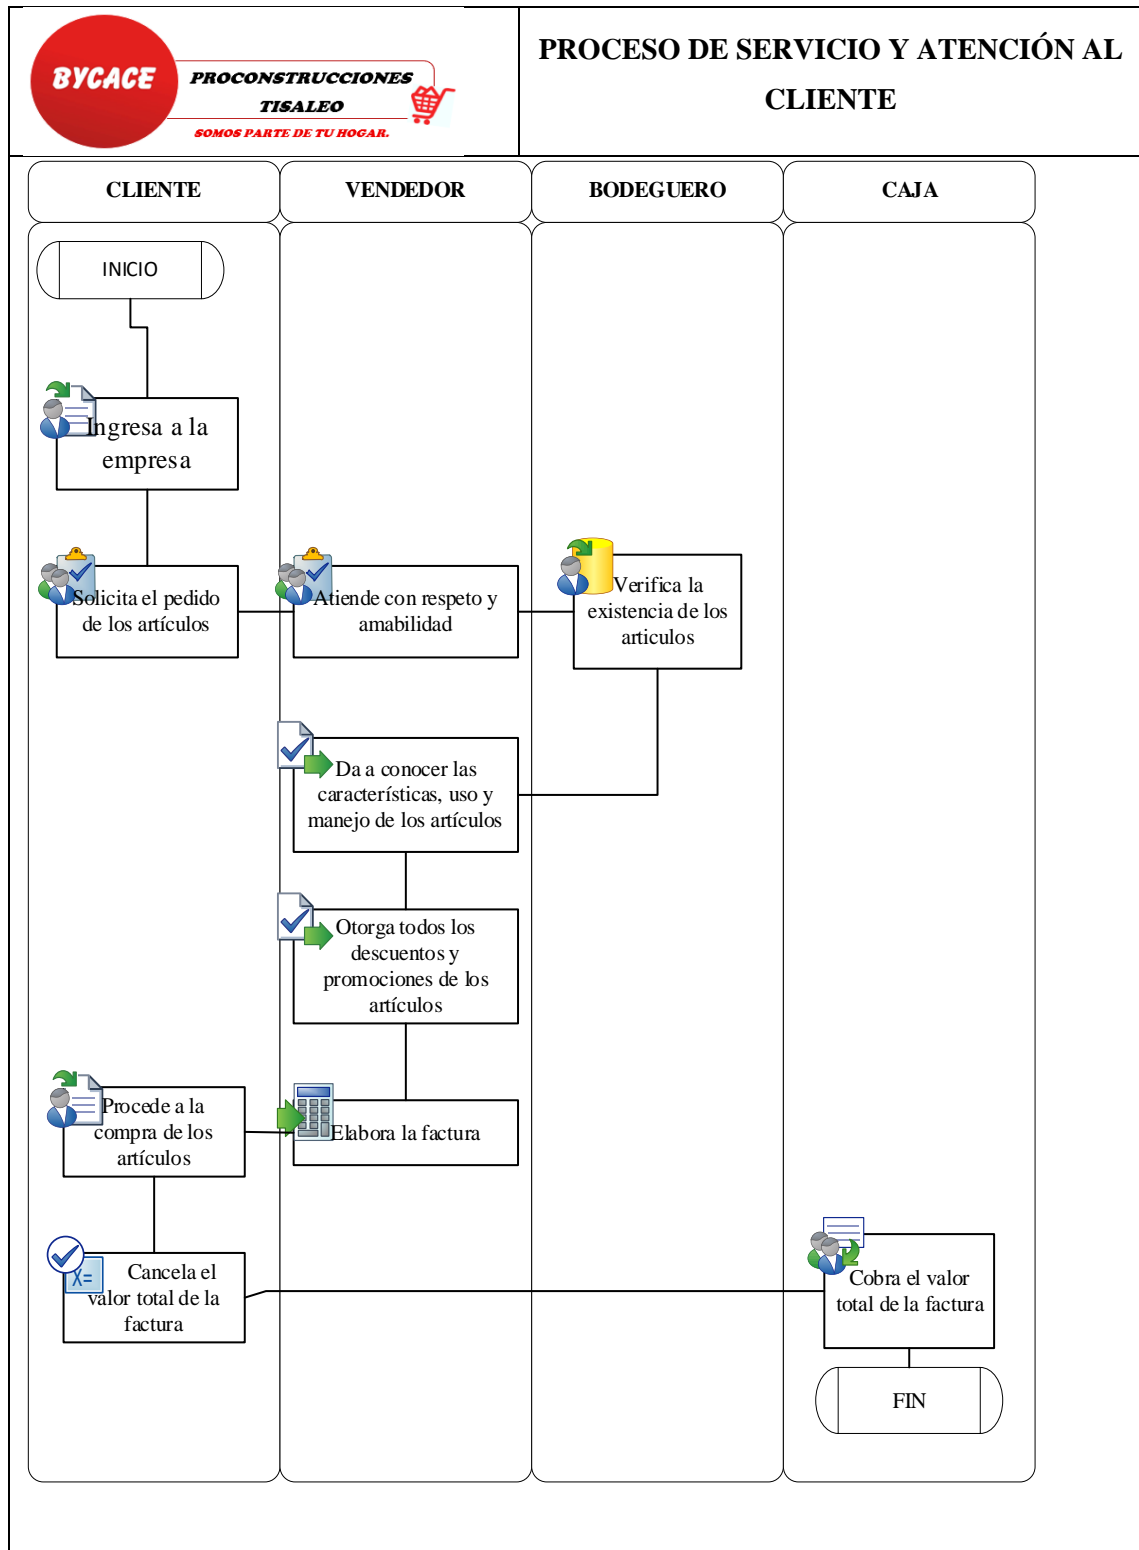 BYCACE
PROCONSTRUCCIONES
TISALEO
SOMOS PARTE DE TU HOGAR.
PROCESO DE SERVICIO Y ATENCIÓN AL
CLIENTE
CLIENTE
VENDEDOR
BODEGUERO
CAJA
INICIO
Ingresa a la
empresa
Solicita el pedido
de los artículos
Atiende con respeto y
amabilidad
Verifica la
existencia de los
articulos
Da a conocer las
características, uso y
manejo de los artículos
Otorga todos los
descuentos y
promociones de los
artículos
Procede a la
compra de los
artículos
Elabora la factura
X=
Cancela el
valor total de la
factura
Cobra el valor
total de la factura
FIN